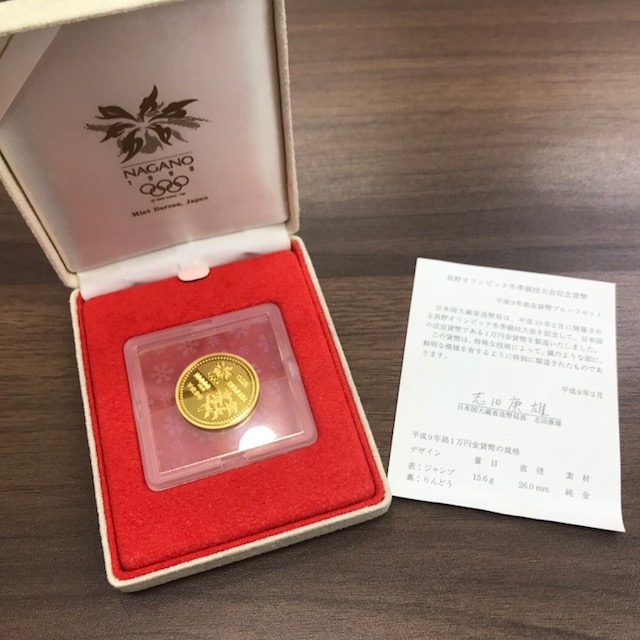 NAGANO
1998
Mint Bureau, Japan
長野オリンピック冬季競技大会記念貨幣
平成9年銘金貨幣プルーフセット
日本国大蔵省造幣局は、平成10年2月に開催され
る長野オリンピック冬季競技大会を記念して、日本国
の法定貨幣である1万円金貨幣を製造いたしました。
この貨幣は、特殊な技術によって、鏡のような面に、
鮮明な模様を有するように特別に製造されたものであ
ります。
平成9年2月
日本国大蔵省造幣局長
平成9年銘1万円金貨幣の規格
デザイン 量目 直径 素材
表:ジャンプ 15.6g 26.0mm 純金
裏:りんどう